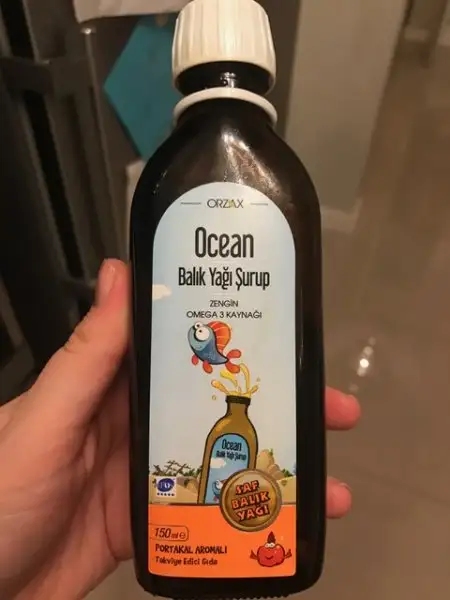 ORZAX
Ocean
Balık Yağı Şurup
ZENGİN
OMEGA 3 KAYNAĞI
Ocean
Balık Yağı Şurup
SAF
BALIK
YAĞI
150 ml e
PORTAKAL AROMALI
Takviye Edici Gıda